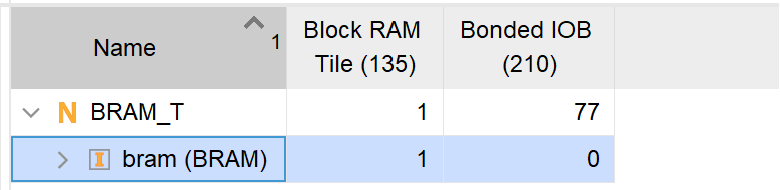 Name 1 Block RAM Tile (135) Bonded IOB (210)
N BRAM_T 1 77
I bram (BRAM) 1 0